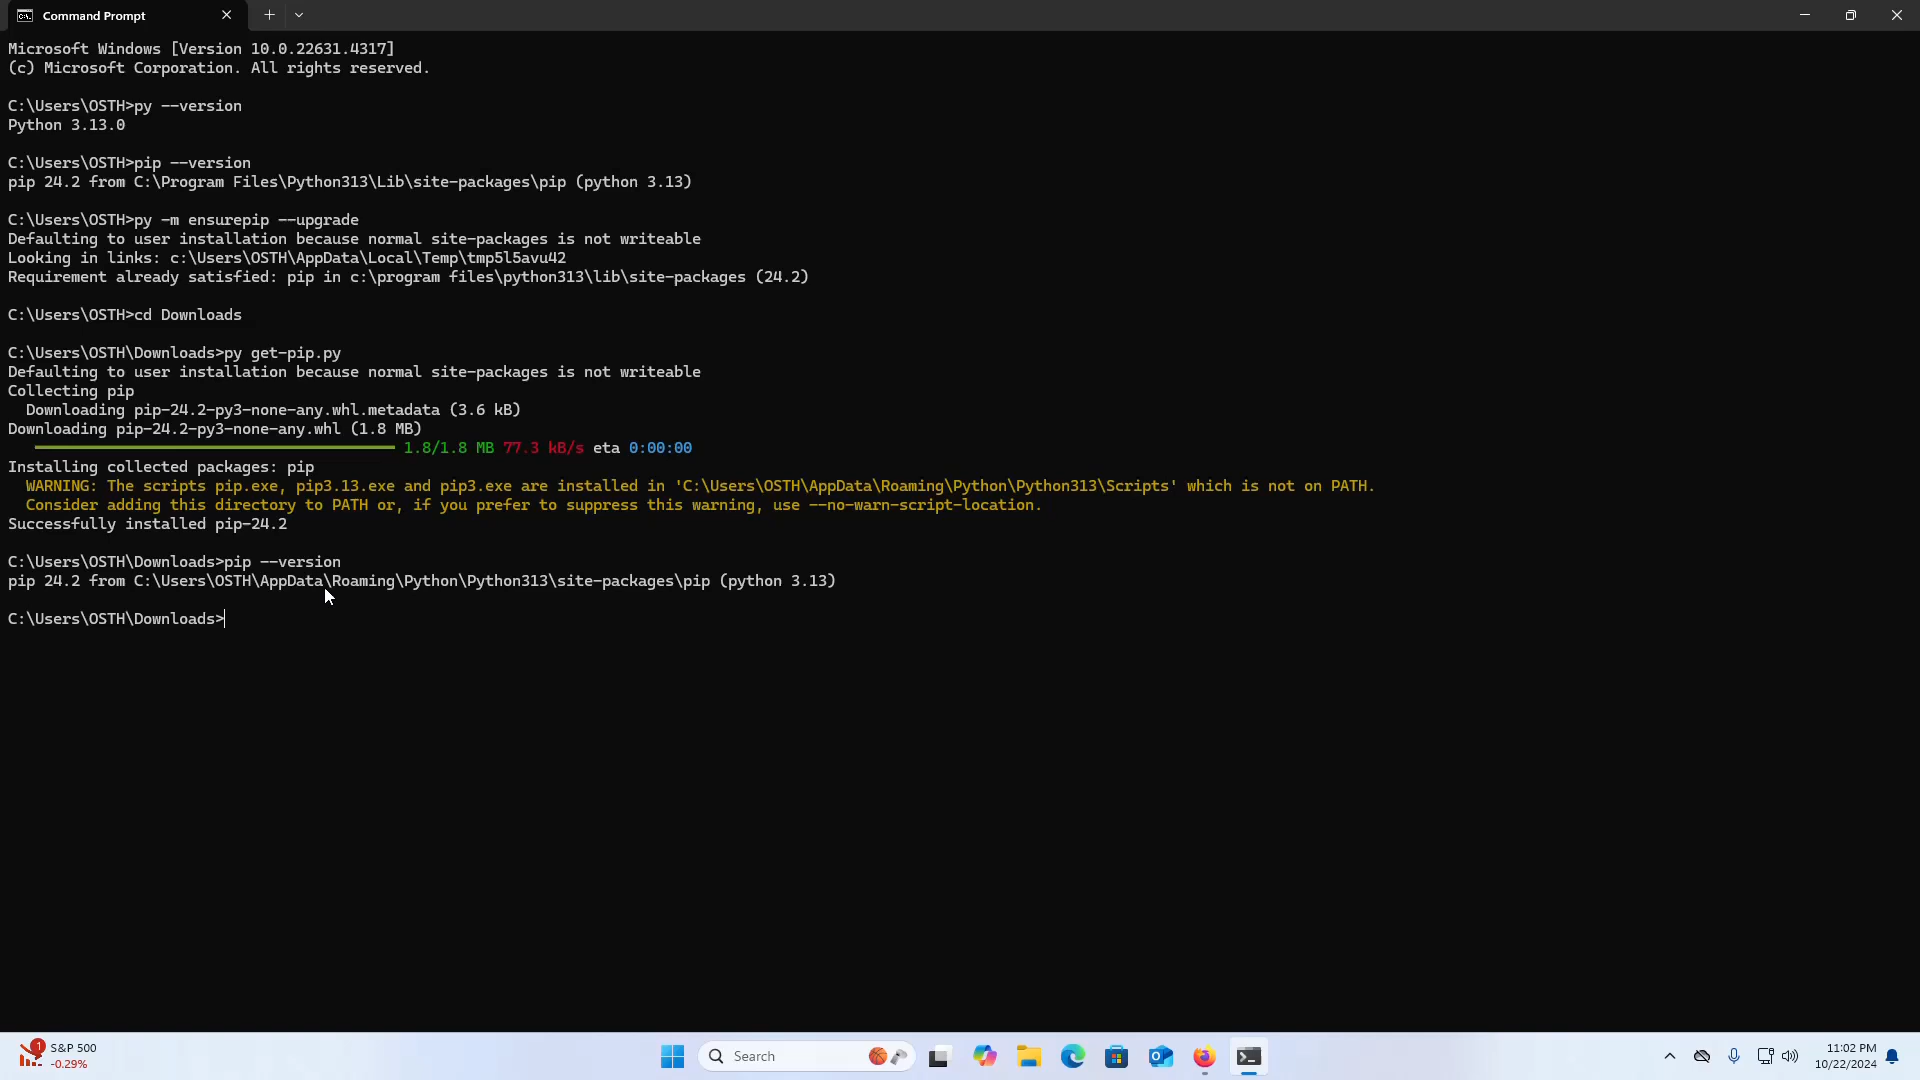 Command Prompt
Microsoft Windows [Version 10.0.22631.4317]
(c) Microsoft Corporation. All rights reserved.
C:\Users\OSTH>py --version
Python 3.13.0
C:\Users\OSTH>pip --version
pip 24.2 from C:\Program Files\Python313\Lib\site-packages\pip (python 3.13)
C:\Users\OSTH>py -m ensurepip --upgrade
Defaulting to user installation because normal site-packages is not writeable
Looking in links: c:\Users\OSTH\AppData\Local\Temp\tmp5l5avu42
Requirement already satisfied: pip in c:\program files\python313\lib\site-packages (24.2)
C:\Users\OSTH>cd Downloads
C:\Users\OSTH\Downloads>py get-pip.py
Defaulting to user installation because normal site-packages is not writeable
Collecting pip
Downloading pip-24.2-py3-none-any.whl.metadata (3.6 kB)
Downloading pip-24.2-py3-none-any.whl (1.8 MB)
1.8/1.8 MB 77.3 kB/s eta 0:00:00
Installing collected packages: pip
WARNING: The scripts pip.exe, pip3.13.exe and pip3.exe are installed in 'C:\Users\OSTH\AppData\Roaming\Python\Python313\Scripts' which is not on PATH.
Consider adding this directory to PATH or, if you prefer to suppress this warning, use --no-warn-script-location.
Successfully installed pip-24.2
C:\Users\OSTH\Downloads>pip --version
pip 24.2 from C:\Users\OSTH\AppData\Roaming\Python\Python313\site-packages\pip (python 3.13)
C:\Users\OSTH\Downloads>
1
S&P 500
-0.29%
Search
11:02 PM
10/22/2024